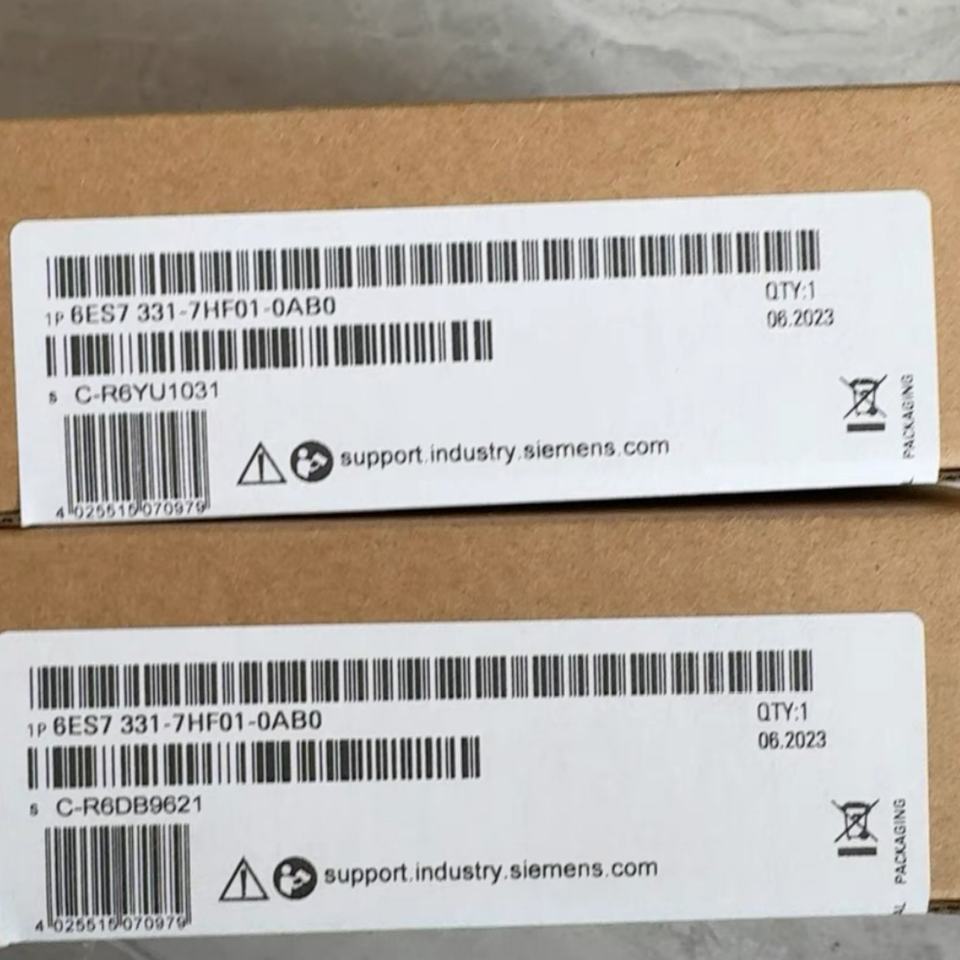 1P 6ES7 331-7HF01-0AB0
QTY:1
06.2023
S C-R6YU1031
support.industry.siemens.com
PACKAGING
4 025515 070979
1P 6ES7 331-7HF01-0AB0
QTY:1
06.2023
S C-R6DB9621
support.industry.siemens.com
PACKAGING
4 025515 070979